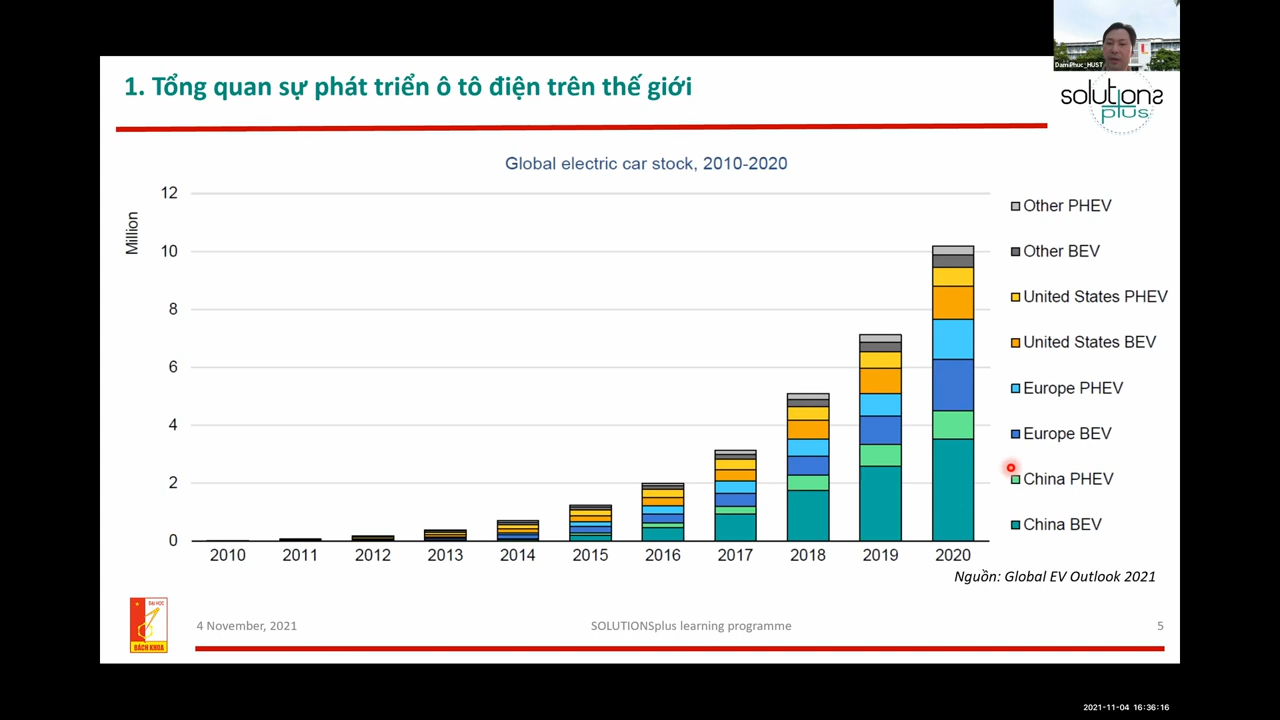 DamPhuc_HUST
1. Tổng quan sự phát triển ô tô điện trên thế giới
solutions
plus
Global electric car stock, 2010-2020
Million
12
10
8
6
4
2
0
2010 2011 2012 2013 2014 2015 2016 2017 2018 2019 2020
Other PHEV
Other BEV
United States PHEV
United States BEV
Europe PHEV
Europe BEV
China PHEV
China BEV
Nguồn: Global EV Outlook 2021
ĐẠI HỌC
BÁCH KHOA
4 November, 2021 SOLUTIONSplus learning programme 5
2021-11-04 16:36:16